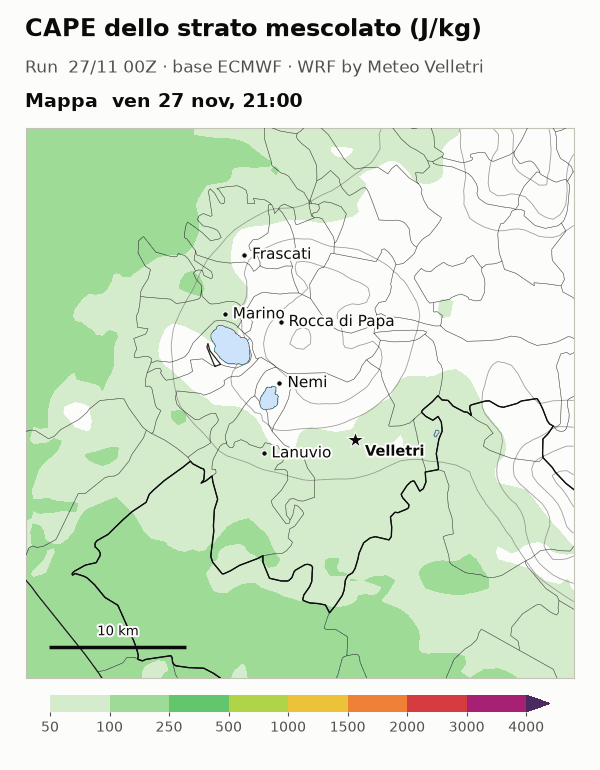 CAPE dello strato mescolato (J/kg)
Run  27/11 00Z · base ECMWF · WRF by Meteo Velletri
Mappa  ven 27 nov, 21:00
Frascati
Marino
Rocca di Papa
Nemi
Velletri
Lanuvio
10 km
50 100 250 500 1000 1500 2000 3000 4000